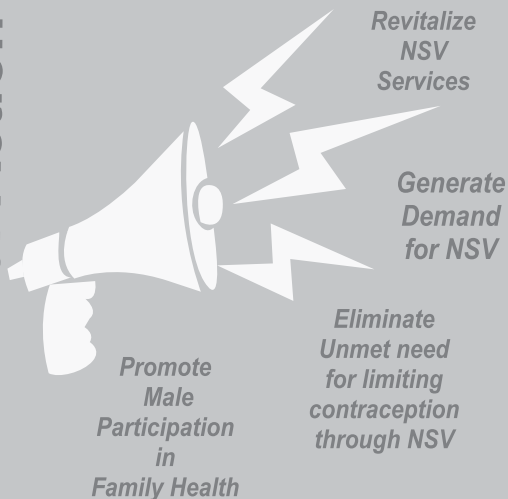 Revitalize
NSV
Services
Generate
Demand
for NSV
Eliminate
Unmet need
for limiting
contraception
through NSV
Promote
Male
Participation
in
Family Health